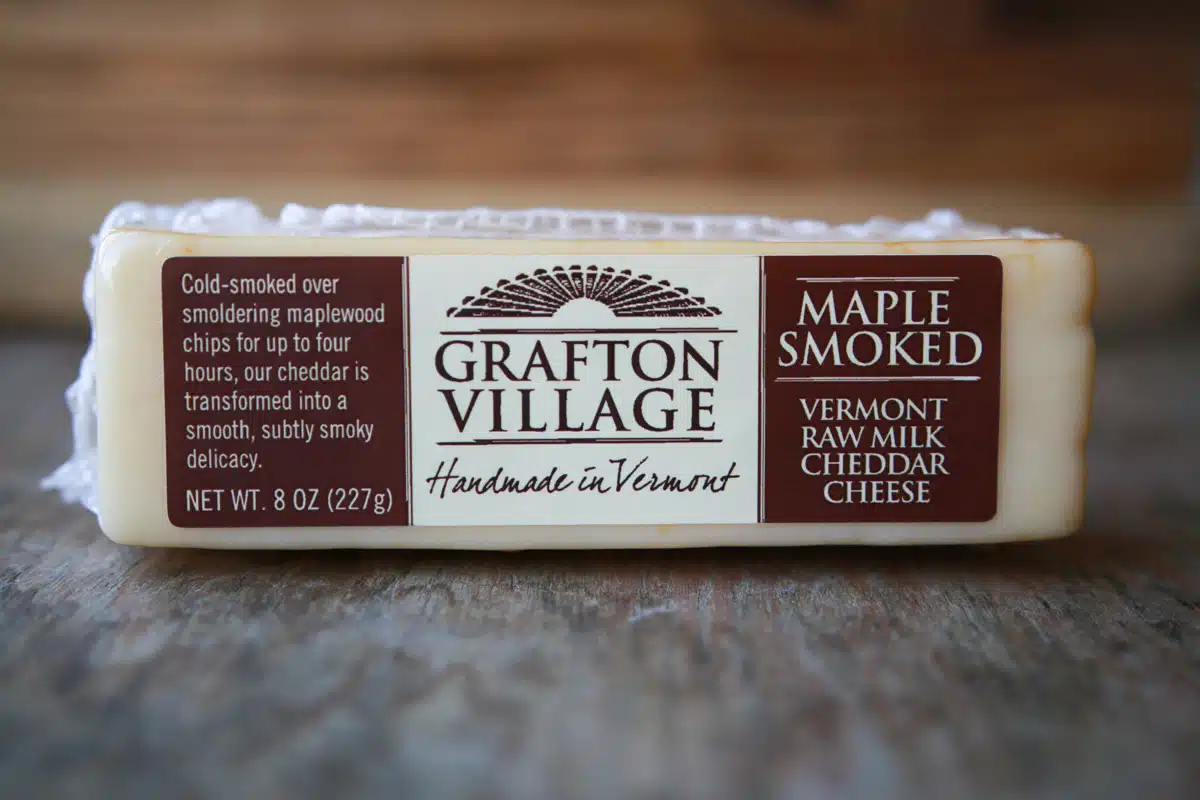 Cold-smoked over
smoldering maplewood
chips for up to four
hours, our cheddar is
transformed into a
smooth, subtly smoky
delicacy.
NET WT. 8 OZ (227g)
GRAFTON
VILLAGE
Handmade in Vermont
MAPLE
SMOKED
VERMONT
RAW MILK
CHEDDAR
CHEESE